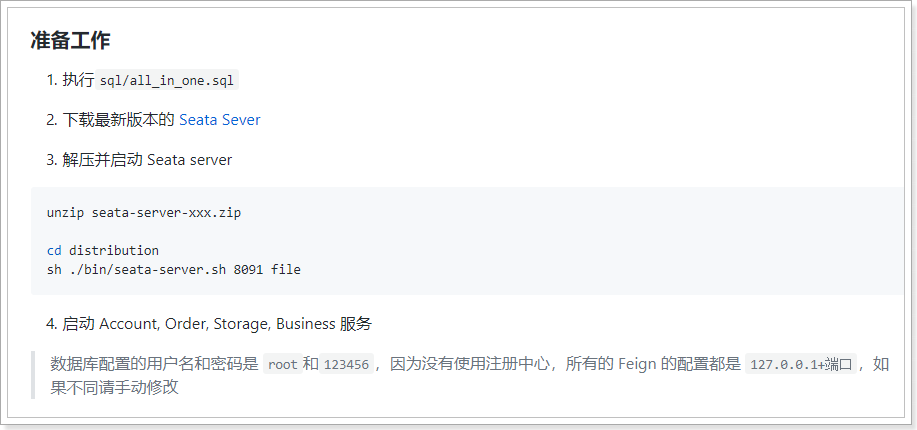 准备工作
1. 执行 sql/all_in_one.sql
2. 下载最新版本的 Seata Sever
3. 解压并启动 Seata server
unzip seata-server-xxx.zip
cd distribution
sh ./bin/seata-server.sh 8091 file
4. 启动 Account, Order, Storage, Business 服务
数据库配置的用户名和密码是 root 和 123456，因为没有使用注册中心，所有的 Feign 的配置都是 127.0.0.1+端口，如
果不同请手动修改